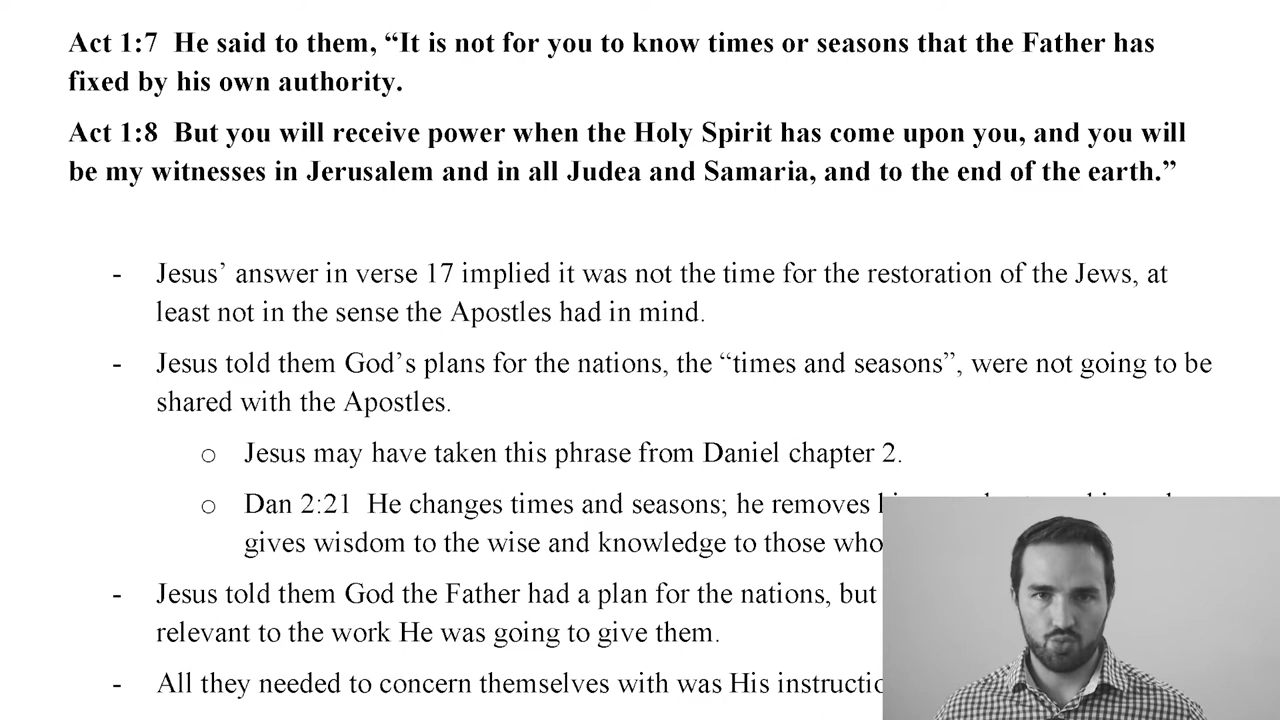 Act 1:7 He said to them, “It is not for you to know times or seasons that the Father has
fixed by his own authority.
Act 1:8 But you will receive power when the Holy Spirit has come upon you, and you will
be my witnesses in Jerusalem and in all Judea and Samaria, and to the end of the earth.”
- Jesus’ answer in verse 17 implied it was not the time for the restoration of the Jews, at
least not in the sense the Apostles had in mind.
- Jesus told them God’s plans for the nations, the “times and seasons”, were not going to be
shared with the Apostles.
o Jesus may have taken this phrase from Daniel chapter 2.
o Dan 2:21 He changes times and seasons; he removes
gives wisdom to the wise and knowledge to those who
- Jesus told them God the Father had a plan for the nations, but
relevant to the work He was going to give them.
- All they needed to concern themselves with was His